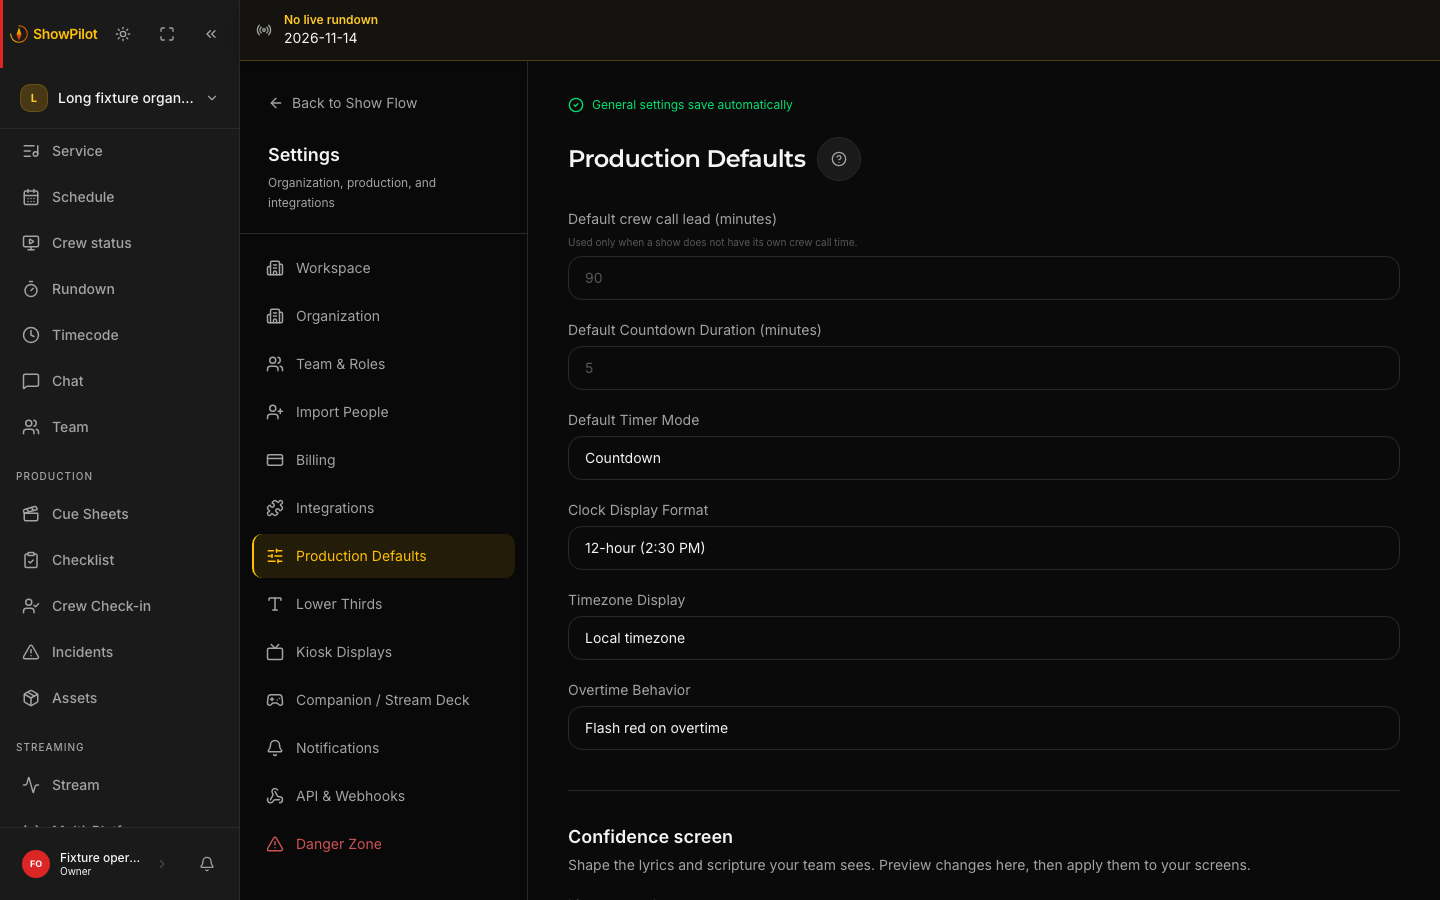 ShowPilot
No live rundown
2026-11-14
L
Long fixture organ...
Service
Schedule
Crew status
Rundown
Timecode
Chat
Team
PRODUCTION
Cue Sheets
Checklist
Crew Check-in
Incidents
Assets
STREAMING
Stream
FO
Fixture oper...
Owner
Back to Show Flow
Settings
Organization, production, and
integrations
Workspace
Organization
Team & Roles
Import People
Billing
Integrations
Production Defaults
Lower Thirds
Kiosk Displays
Companion / Stream Deck
Notifications
API & Webhooks
Danger Zone
General settings save automatically
Production Defaults
Default crew call lead (minutes)
Used only when a show does not have its own crew call time.
90
Default Countdown Duration (minutes)
5
Default Timer Mode
Countdown
Clock Display Format
12-hour (2:30 PM)
Timezone Display
Local timezone
Overtime Behavior
Flash red on overtime
Confidence screen
Shape the lyrics and scripture your team sees. Preview changes here, then apply them to your screens.